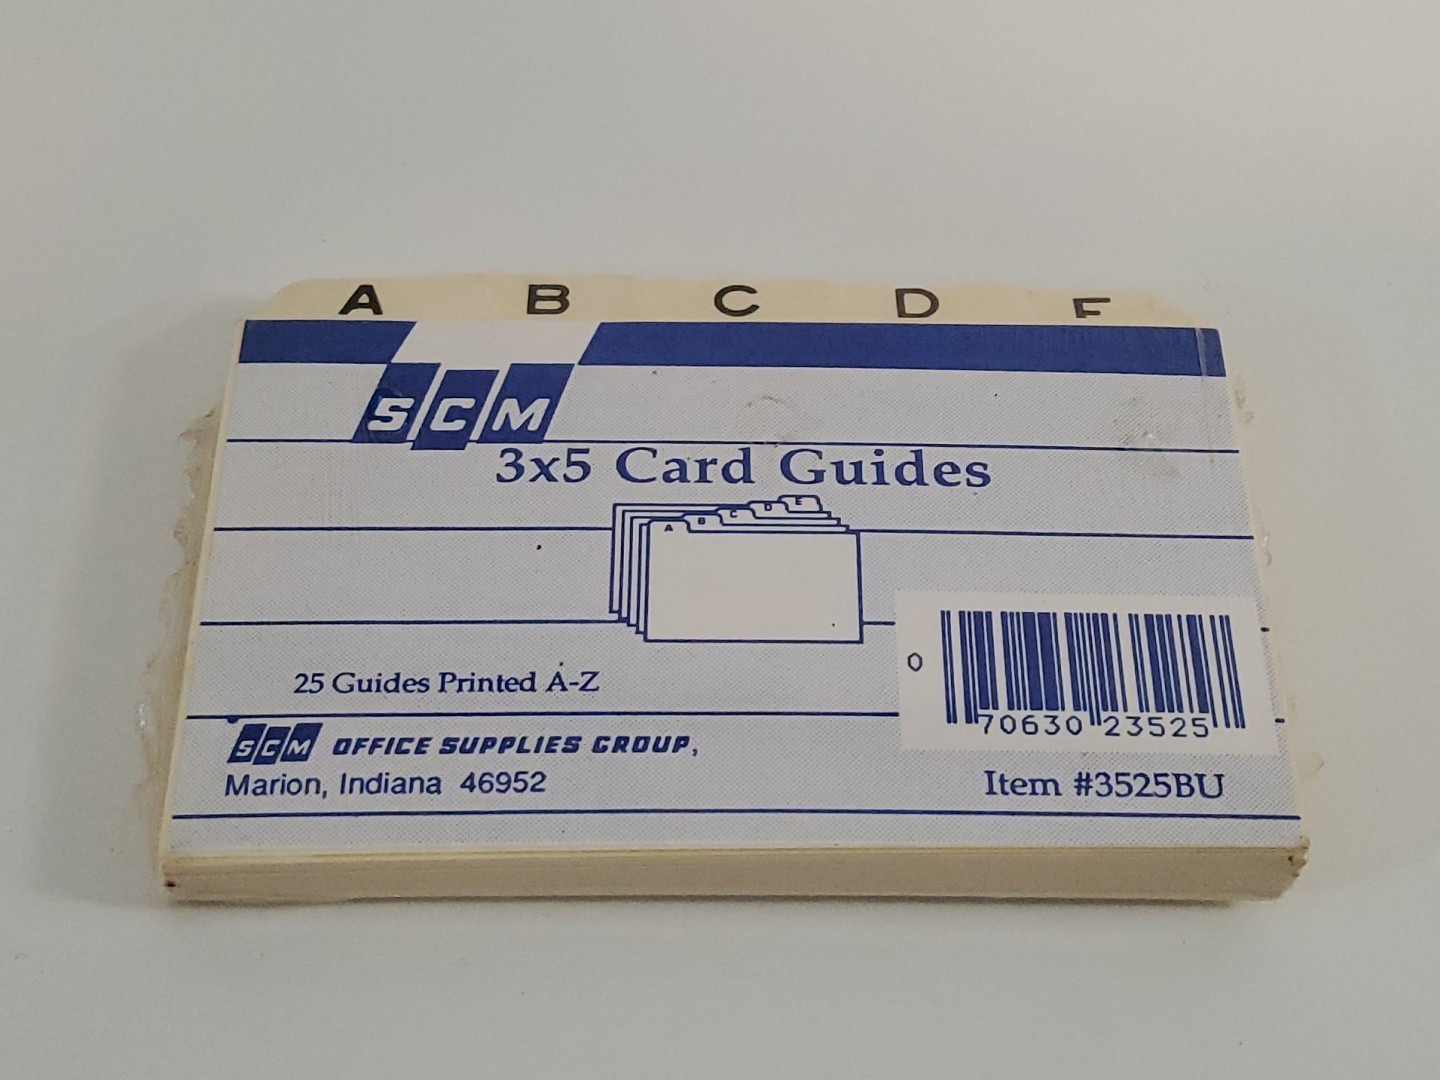 A B C D E
SCM
3x5 Card Guides
A B C D E
25 Guides Printed A-Z
0 70630 23525
SCM OFFICE SUPPLIES GROUP,
Marion, Indiana 46952
Item #3525BU